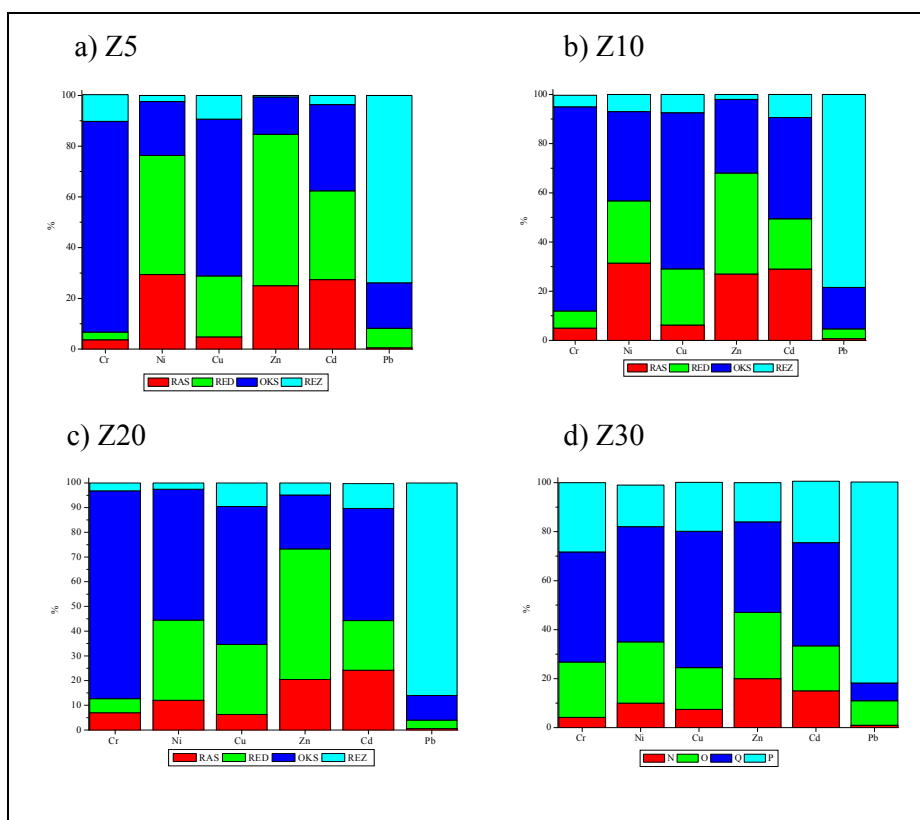 a) Z5
100
80
60
40
20
0
%
Cr Ni Cu Zn Cd Pb
RAS RED OKS REZ
b) Z10
100
80
60
40
20
0
%
Cr Ni Cu Zn Cd Pb
RAS RED OKS REZ
c) Z20
100
90
80
70
60
50
40
30
20
10
0
%
Cr Ni Cu Zn Cd Pb
RAS RED OKS REZ
d) Z30
100
80
60
40
20
0
%
Cr Ni Cu Zn Cd Pb
N O Q P